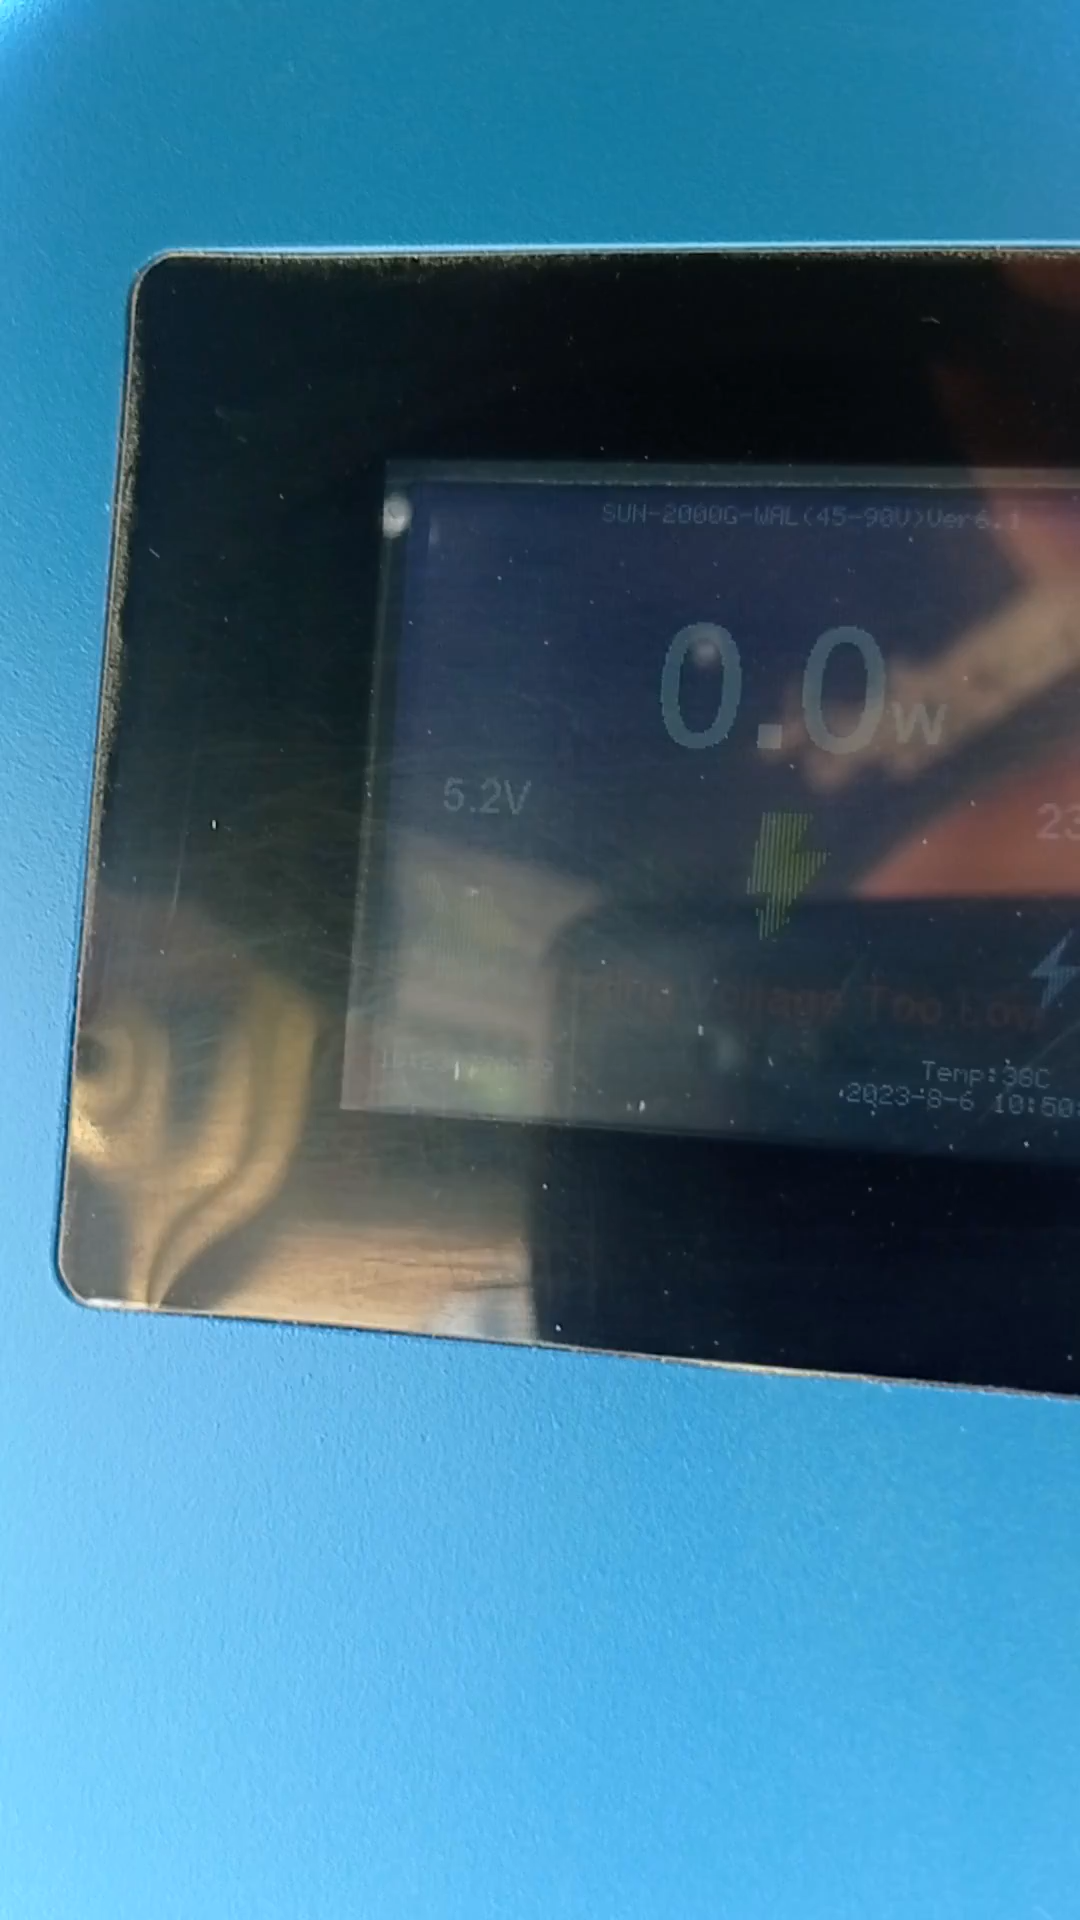 SUN-2000G-WAL(45-90V)Ver6.1
0.0W
5.2V
23
Voltage Too Low
Temp:36C
2023-8-6 10:50: